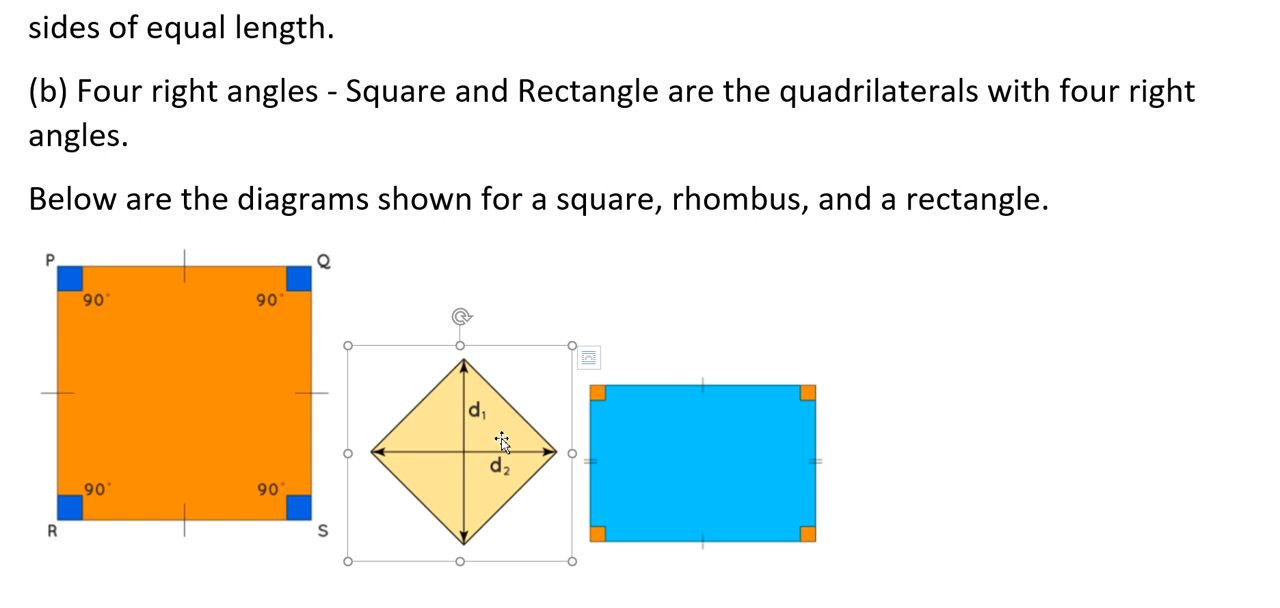 sides of equal length.
(b) Four right angles - Square and Rectangle are the quadrilaterals with four right
angles.
Below are the diagrams shown for a square, rhombus, and a rectangle.
P
Q
90°
90°
d₁
d₂
90°
90°
R
S